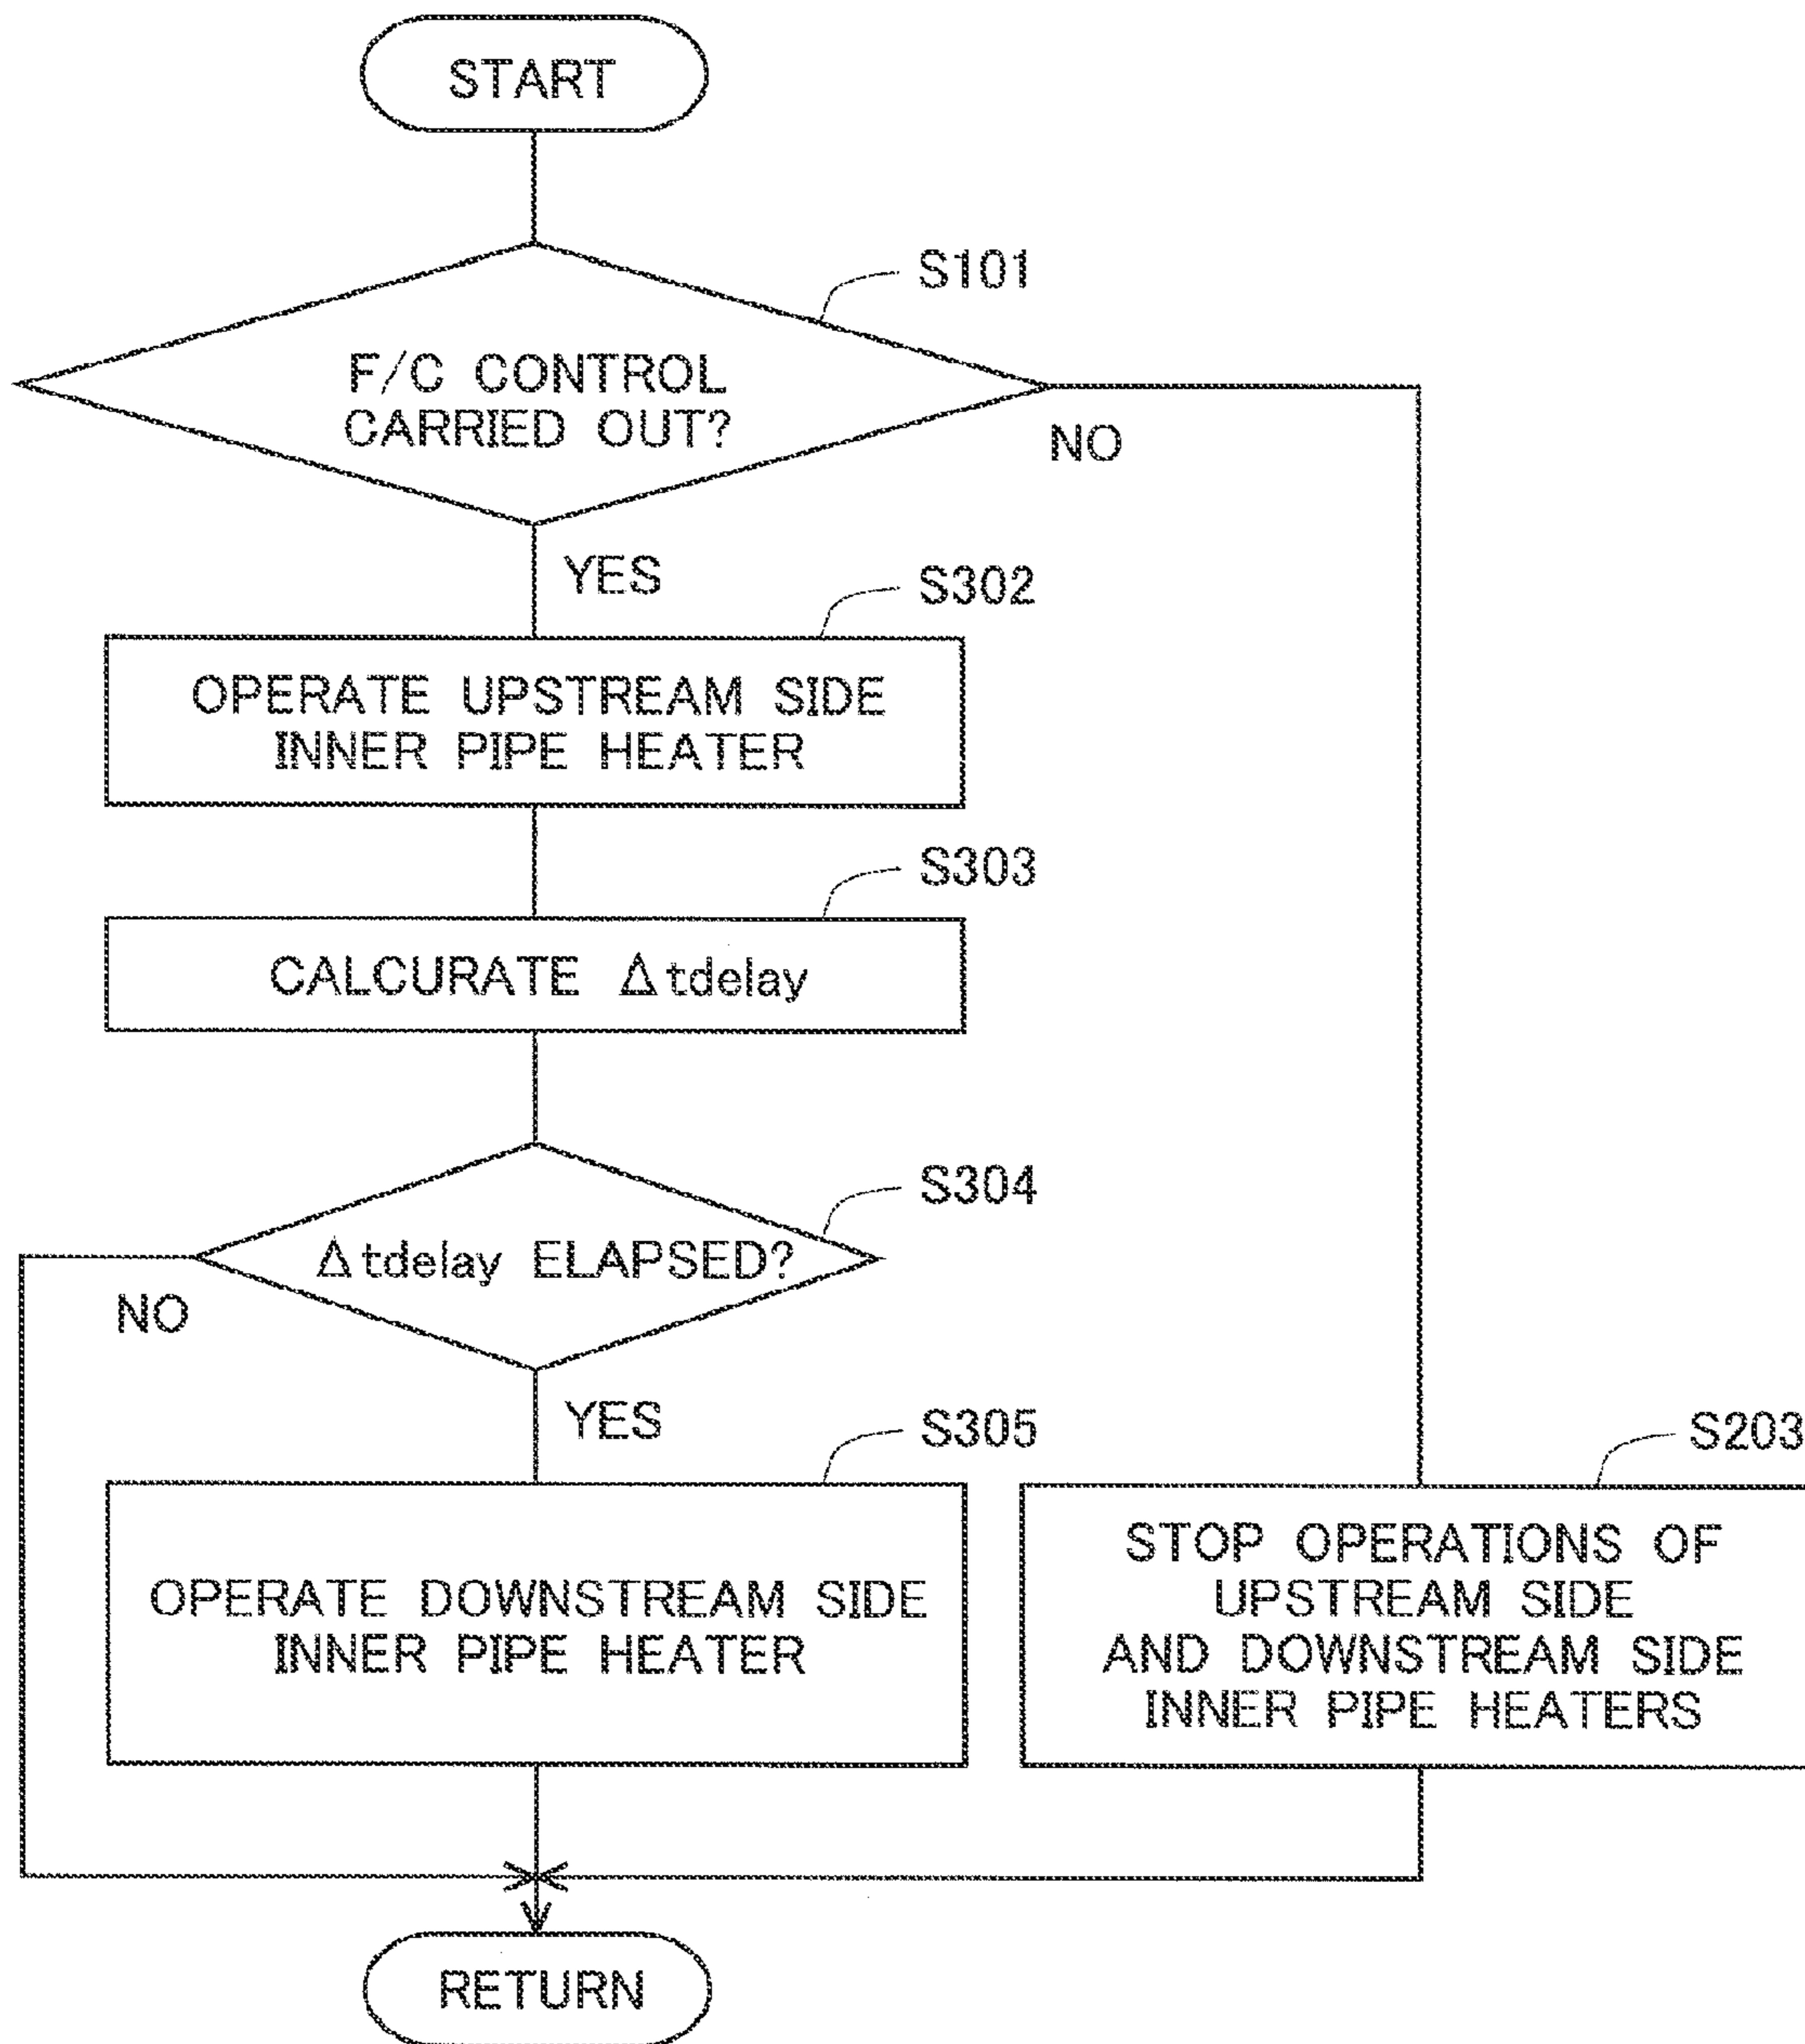 START
S101
F/C CONTROL
CARRIED OUT?
NO
YES
S302
OPERATE UPSTREAM SIDE
INNER PIPE HEATER
S303
CALCURATE Δtdelay
S304
Δtdelay ELAPSED?
NO
YES
S305
OPERATE DOWNSTREAM SIDE
INNER PIPE HEATER
S203
STOP OPERATIONS OF
UPSTREAM SIDE
AND DOWNSTREAM SIDE
INNER PIPE HEATERS
RETURN